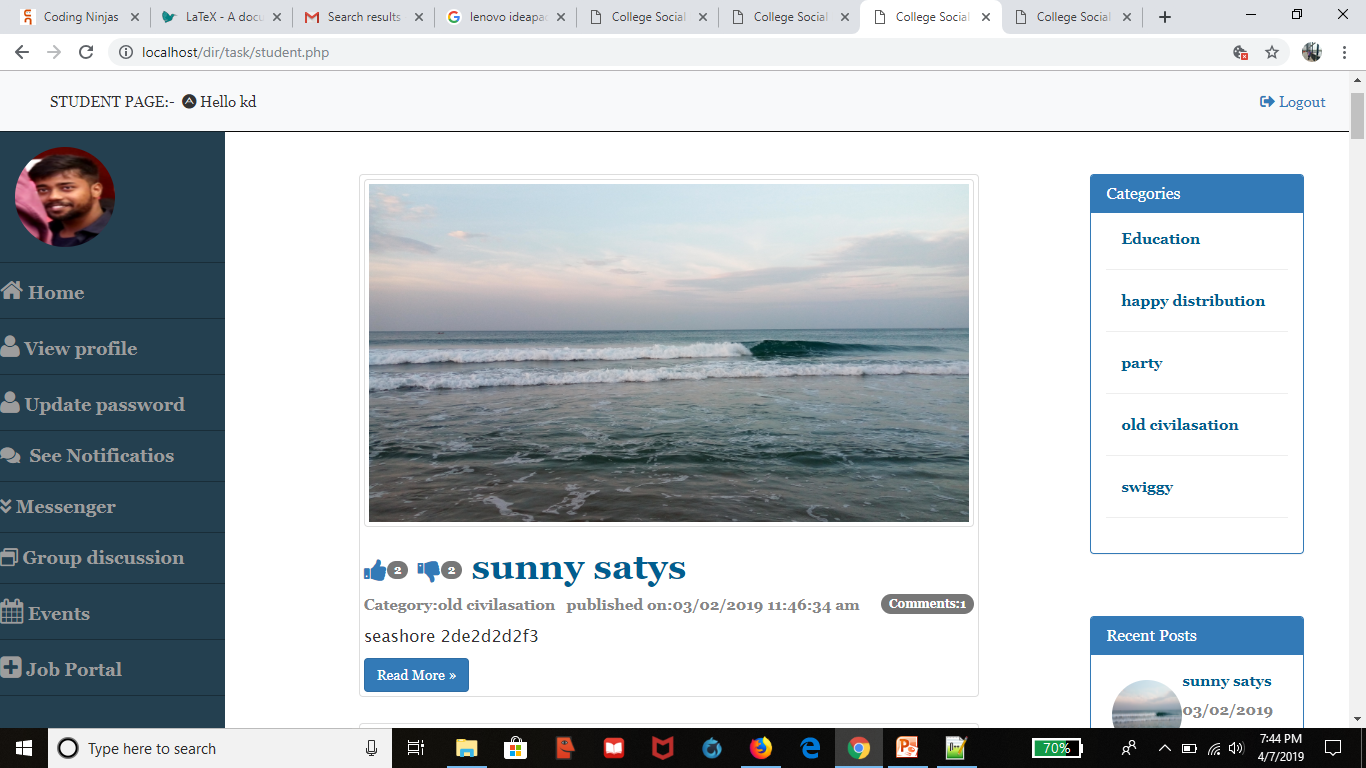 Coding Ninjas
LaTeX - A docu
Search results
lenovo ideapad
College Social
College Social
College Social
College Social
localhost/dir/task/student.php
STUDENT PAGE:- Hello kd
Logout
Home
View profile
Update password
See Notificatios
Messenger
Group discussion
Events
Job Portal
2 2 sunny satys
Category:old civilasation published on:03/02/2019 11:46:34 am Comments:1
seashore 2de2d2d2f3
Read More »
Categories
Education
happy distribution
party
old civilasation
swiggy
Recent Posts
sunny satys
03/02/2019
Type here to search
70%
7:44 PM
4/7/2019